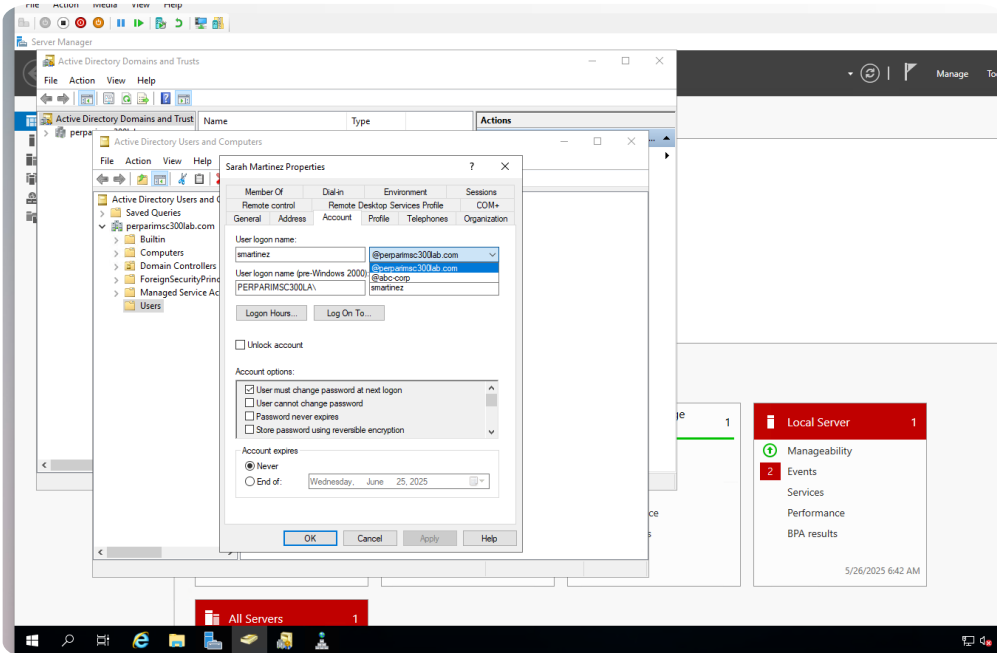 File Action Media View Help
Server Manager
Active Directory Domains and Trusts
File Action View Help
Manage
Active Directory Domains and Trust
Name Type
Actions
Active Directory Users and Computers
File Action View Help
Sarah Martinez Properties
Member Of Dial-in Environment Sessions
Remote control Remote Desktop Services Profile COM+
General Address Account Profile Telephones Organization
Active Directory Users and
Saved Queries
perparimsc300lab.com
Builtin
Computers
Domain Controllers
ForeignSecurityPrinc
Managed Service Ac
Users
User logon name:
smartinez @perparimsc300lab.com
@perparimsc300lab.com
@abc-corp
User logon name (pre-Windows 2000):
PERPARIMSC300LA\ smartinez
Logon Hours... Log On To...
Unlock account
Account options:
User must change password at next logon
User cannot change password
Password never expires
Store password using reversible encryption
Account expires
Never
End of: Wednesday, June 25, 2025
OK Cancel Apply Help
1
Local Server 1
Manageability
2 Events
Services
Performance
BPA results
5/26/2025 6:42 AM
All Servers 1